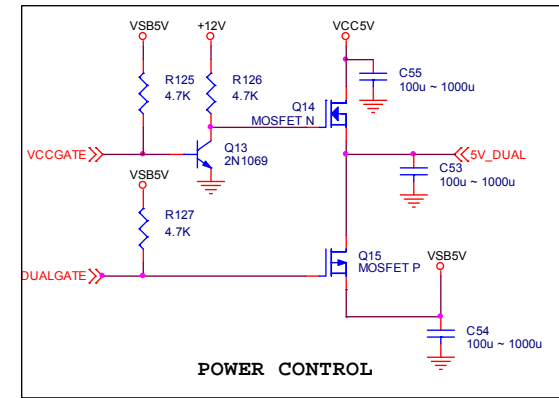 VSB5V
+12V
VCC5V
R125
4.7K
R126
4.7K
C55
100u ~ 1000u
Q14
MOSFET N
VCCGATE
Q13
2N1069
5V_DUAL
C53
100u ~ 1000u
VSB5V
R127
4.7K
DUALGATE
Q15
MOSFET P
VSB5V
C54
100u ~ 1000u
POWER CONTROL